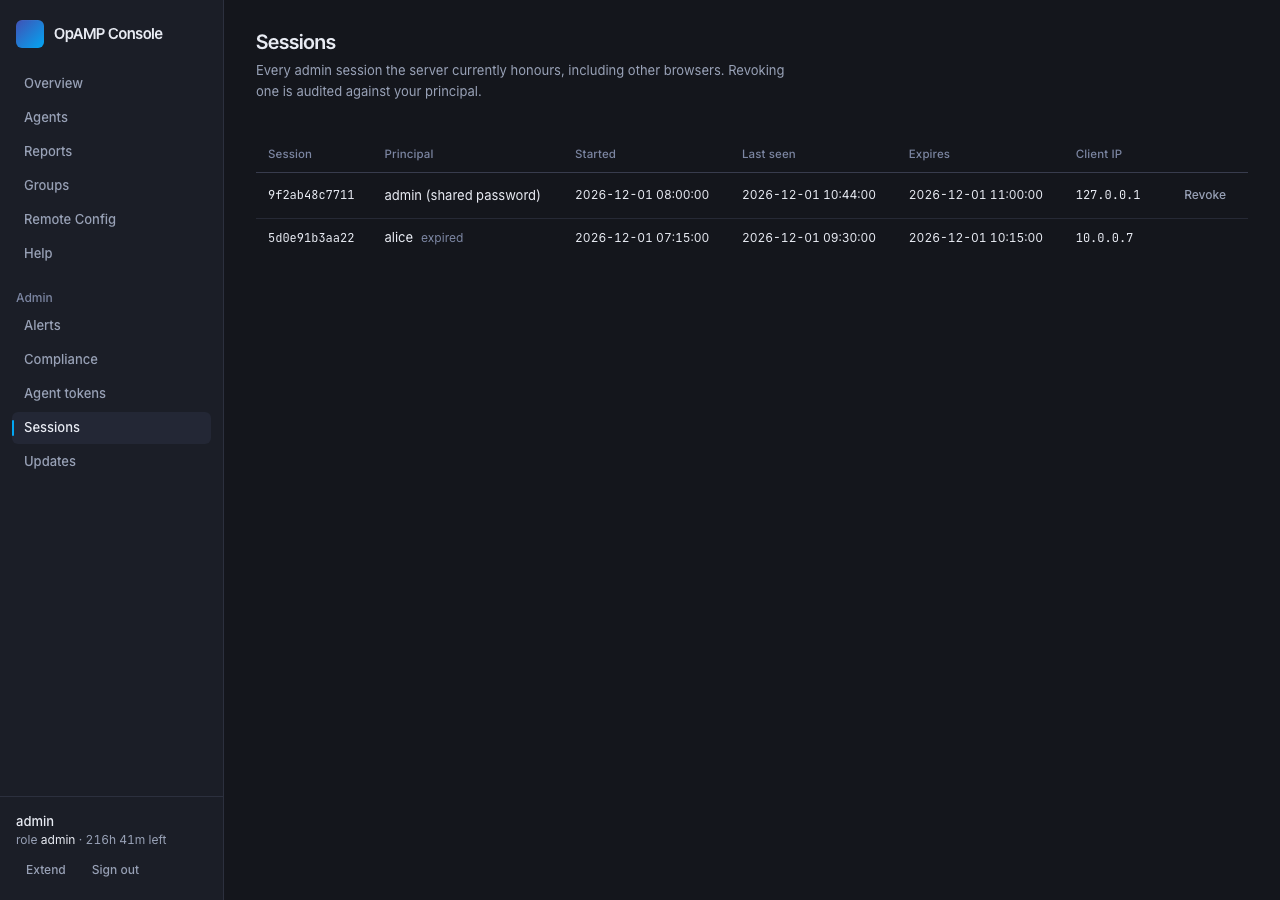 OpAMP Console
Overview
Agents
Reports
Groups
Remote Config
Help
Admin
Alerts
Compliance
Agent tokens
Sessions
Updates
admin
role admin · 216h 41m left
Extend Sign out
Sessions
Every admin session the server currently honours, including other browsers. Revoking
one is audited against your principal.
Session Principal Started Last seen Expires Client IP
9f2ab48c7711 admin (shared password) 2026-12-01 08:00:00 2026-12-01 10:44:00 2026-12-01 11:00:00 127.0.0.1 Revoke
5d0e91b3aa22 alice expired 2026-12-01 07:15:00 2026-12-01 09:30:00 2026-12-01 10:15:00 10.0.0.7